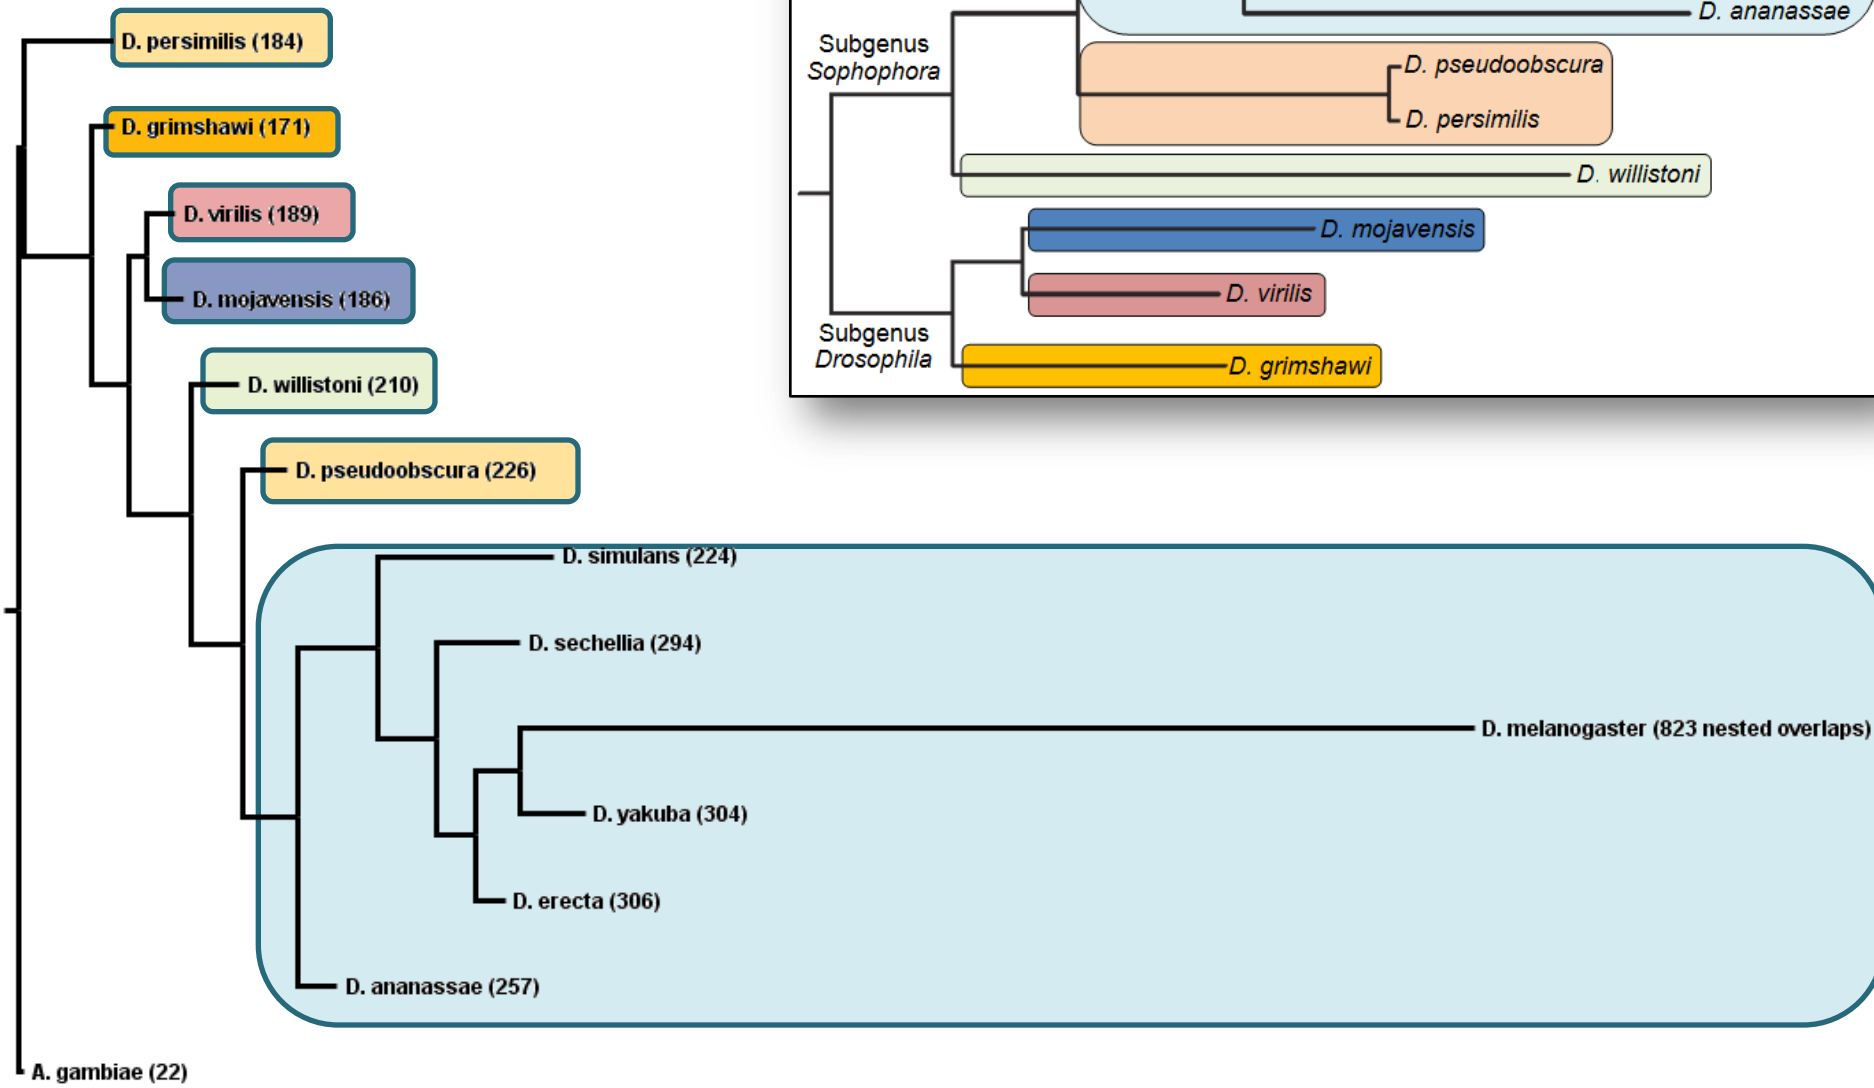 D. persimilis (184)
D. grimshawi (171)
D. virilis (189)
D. mojavensis (186)
D. willistoni (210)
D. pseudoobscura (226)
D. simulans (224)
D. sechellia (294)
D. melanogaster (823 nested overlaps)
D. yakuba (304)
D. erecta (306)
D. ananassae (257)
A. gambiae (22)
D. ananassae
Subgenus
Sophophora
D. pseudoobscura
D. persimilis
D. willistoni
D. mojavensis
D. virilis
Subgenus
Drosophila
D. grimshawi